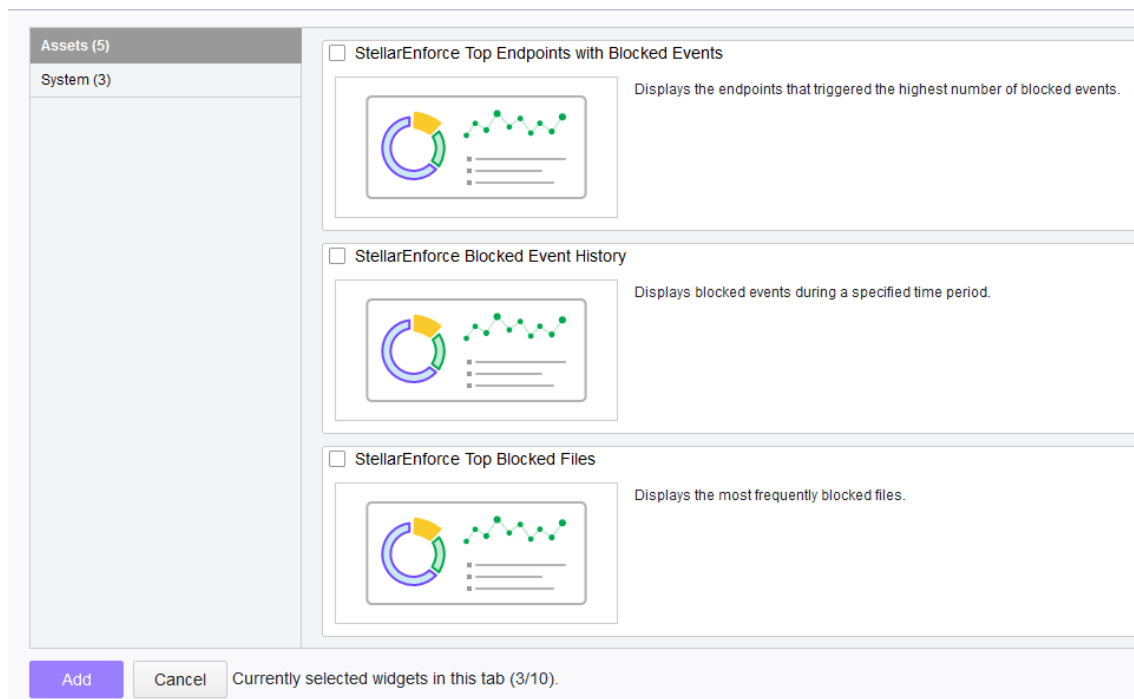 Assets (5)
System (3)
StellarEnforce Top Endpoints with Blocked Events
Displays the endpoints that triggered the highest number of blocked events.
StellarEnforce Blocked Event History
Displays blocked events during a specified time period.
StellarEnforce Top Blocked Files
Displays the most frequently blocked files.
Add
Cancel
Currently selected widgets in this tab (3/10).